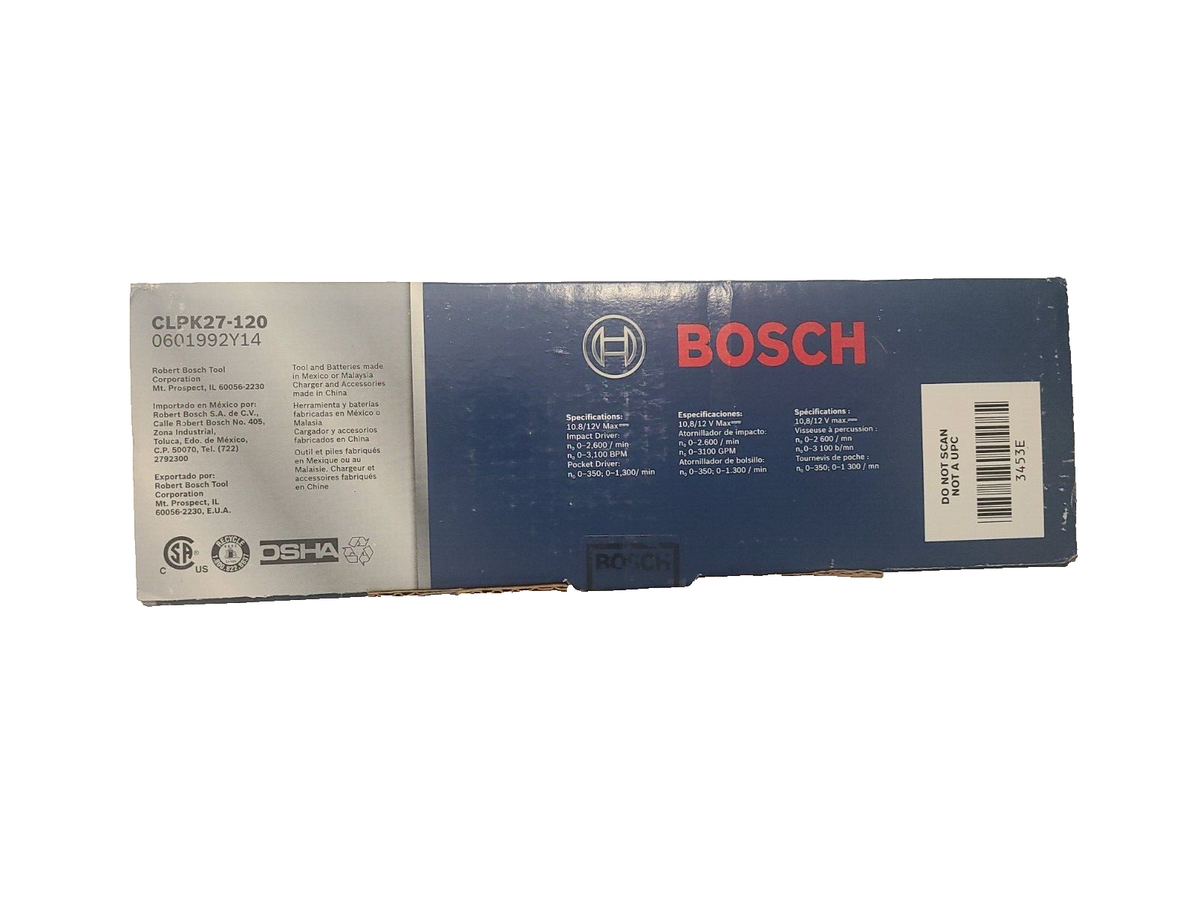 CLPK27-120
0601992Y14
Robert Bosch Tool
Corporation
Mt. Prospect, IL 60056-2230
Importado en México por:
Robert Bosch S.A. de C.V.,
Calle Robert Bosch No. 405,
Zona Industrial,
Toluca, Edo. de México,
C.P. 50070, Tel. (722)
2792300
Exportado por:
Robert Bosch Tool
Corporation
Mt. Prospect, IL
60056-2230, E.U.A.
Tool and Batteries made
in Mexico or Malaysia
Charger and Accessories
made in China
Herramienta y baterías
fabricadas en México o
Malasia
Cargador y accesorios
fabricados en China
Outil et piles fabriqués
en Mexique ou au
Malaisie. Chargeur et
accessoires fabriqués
en Chine
C SA ® US
RECYCLE
OSHA
BOSCH
Specifications:
10.8/12V Max
Impact Driver:
n₀ 0-2,600 / min
n₀ 0-3,100 BPM
Pocket Driver:
n₀ 0-350; 0-1,300/ min
Especificaciones:
10,8/12 V Max
Atornillador de impacto:
n₀ 0-2.600 / min
n₀ 0-3100 GPM
Atornillador de bolsillo:
n₀ 0-350; 0-1.300 / min
Spécifications :
10,8/12 V max.
Visseuse à percussion :
n₀ 0-2 600 / mn
n₀ 0-3 100 b/mn
Tournevis de poche :
n₀ 0-350; 0-1 300 / mn
DO NOT SCAN
NOT A UPC
3453E
BOSCH